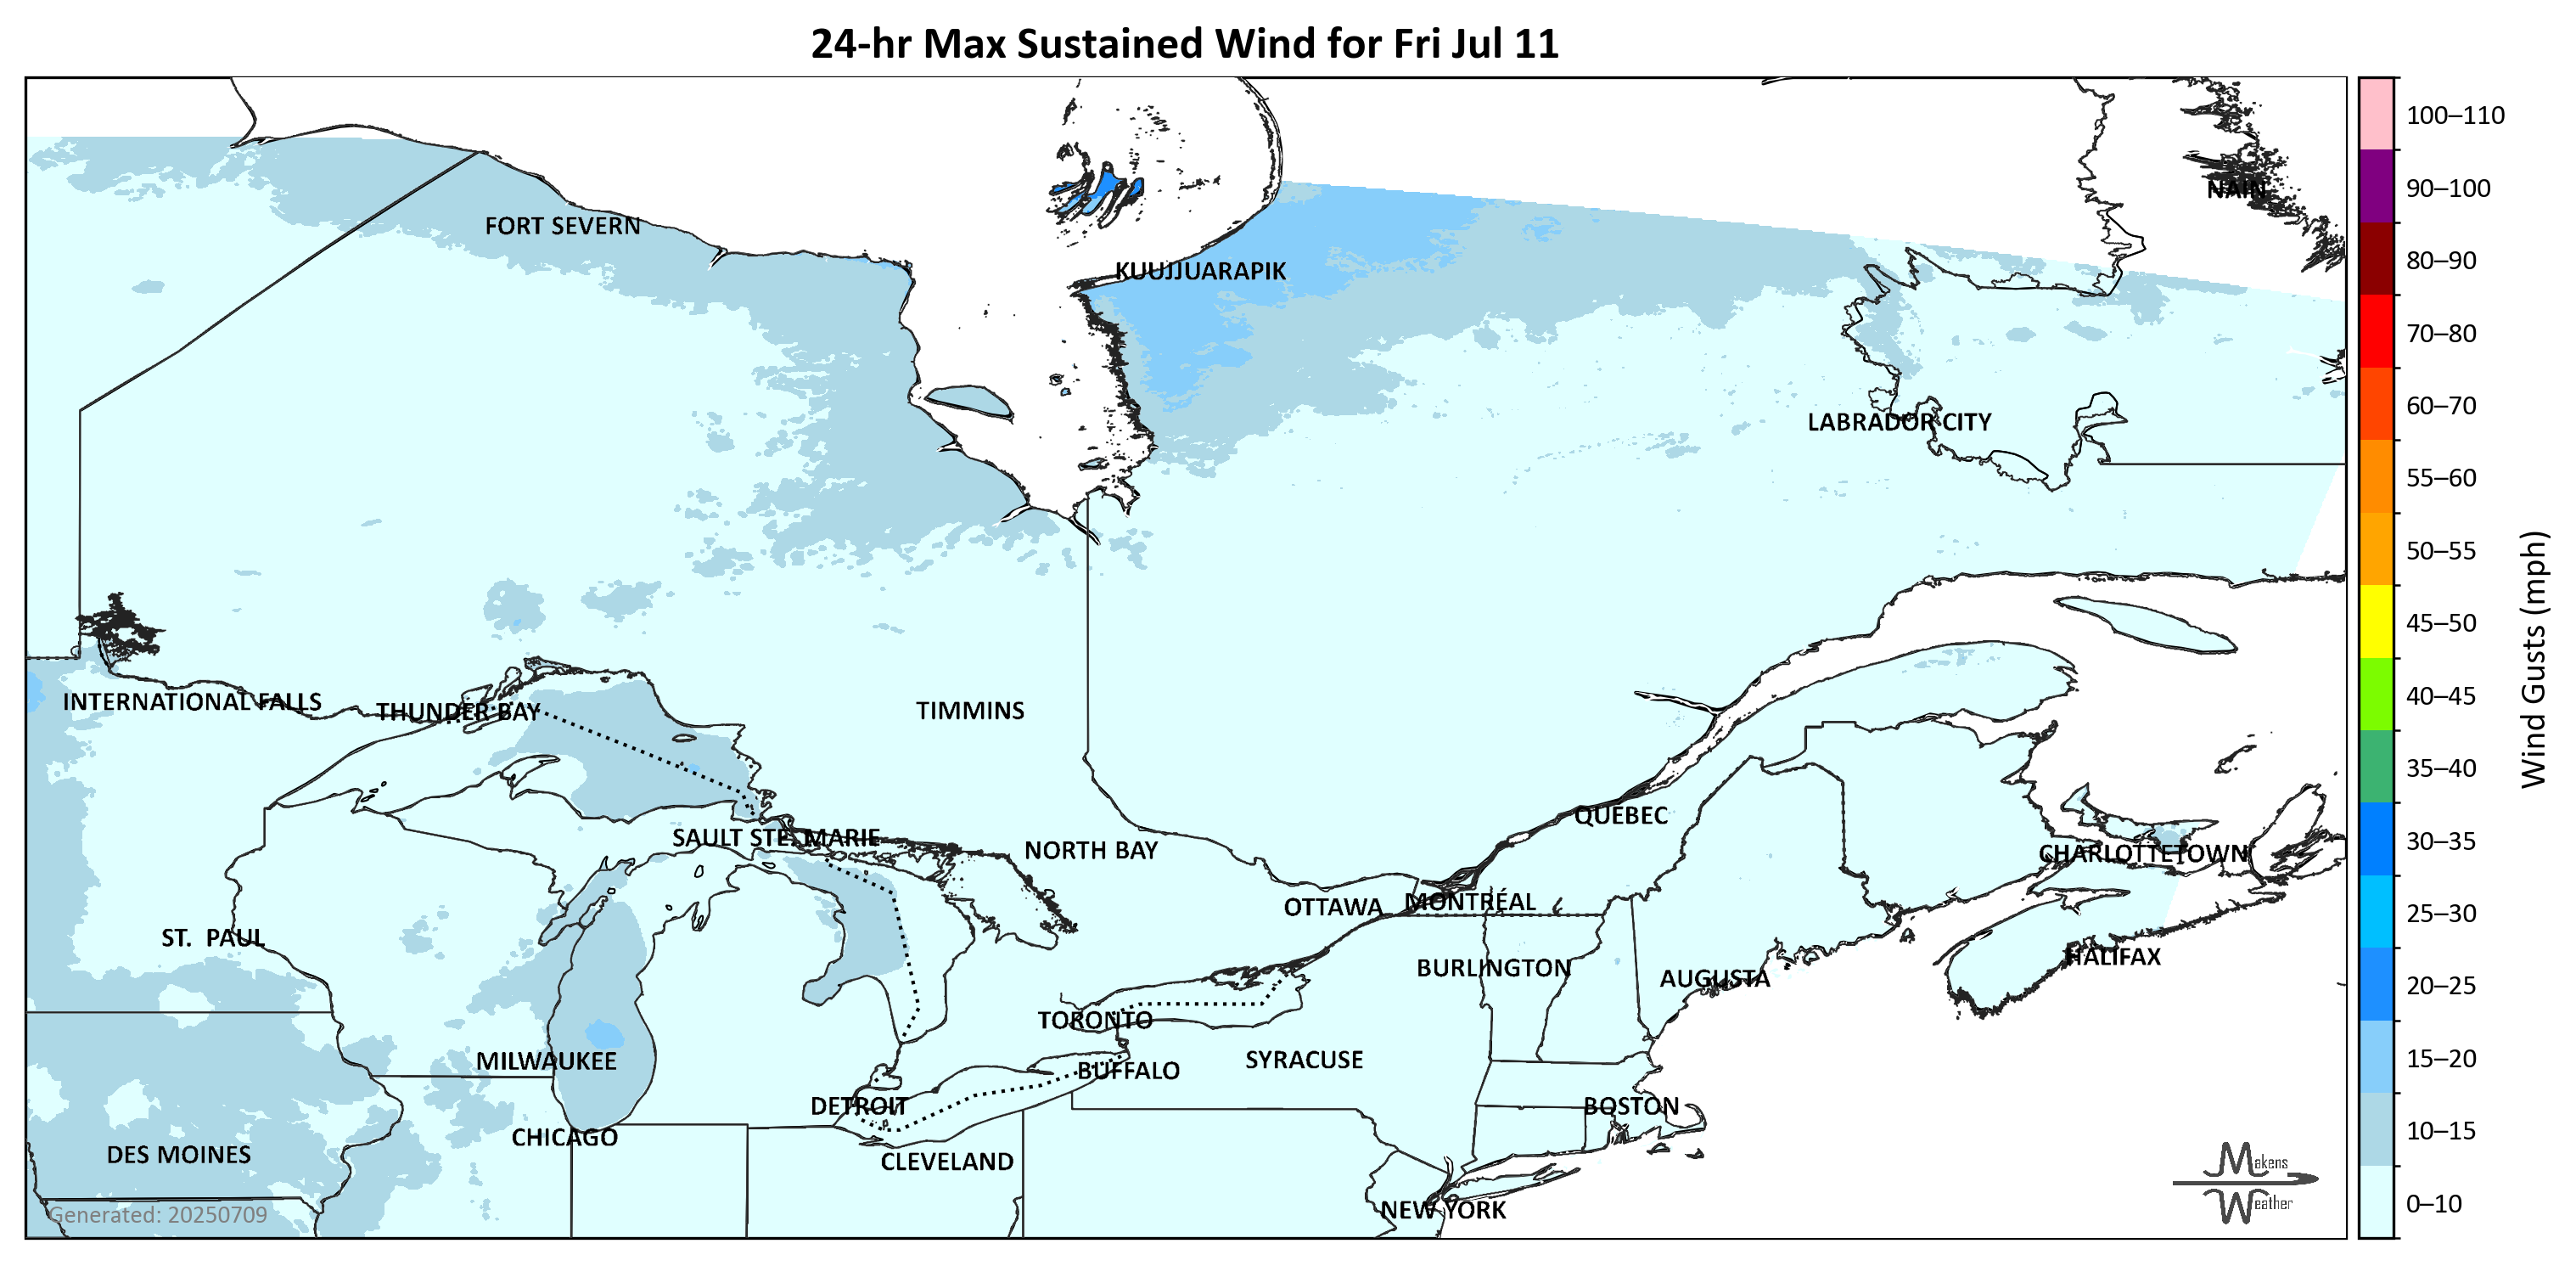 24-hr Max Sustained Wind for Fri Jul 11
100–110
90–100
NAIN
FORT SEVERN
80–90
KUUJJUARAPIK
70–80
60–70
LABRADOR CITY
55–60
50–55
45–50
Wind Gusts (mph)
40–45
INTERNATIONAL FALLS
THUNDER BAY
TIMMINS
35–40
QUÉBEC
30–35
SAULT STE. MARIE
NORTH BAY
CHARLOTTETOWN
OTTAWA
MONTRÉAL
25–30
ST. PAUL
HALIFAX
BURLINGTON
AUGUSTA
20–25
TORONTO
MILWAUKEE
SYRACUSE
15–20
BUFFALO
DETROIT
BOSTON
10–15
CHICAGO
DES MOINES
CLEVELAND
Makens
Weather
0–10
NEW YORK
Generated: 20250709